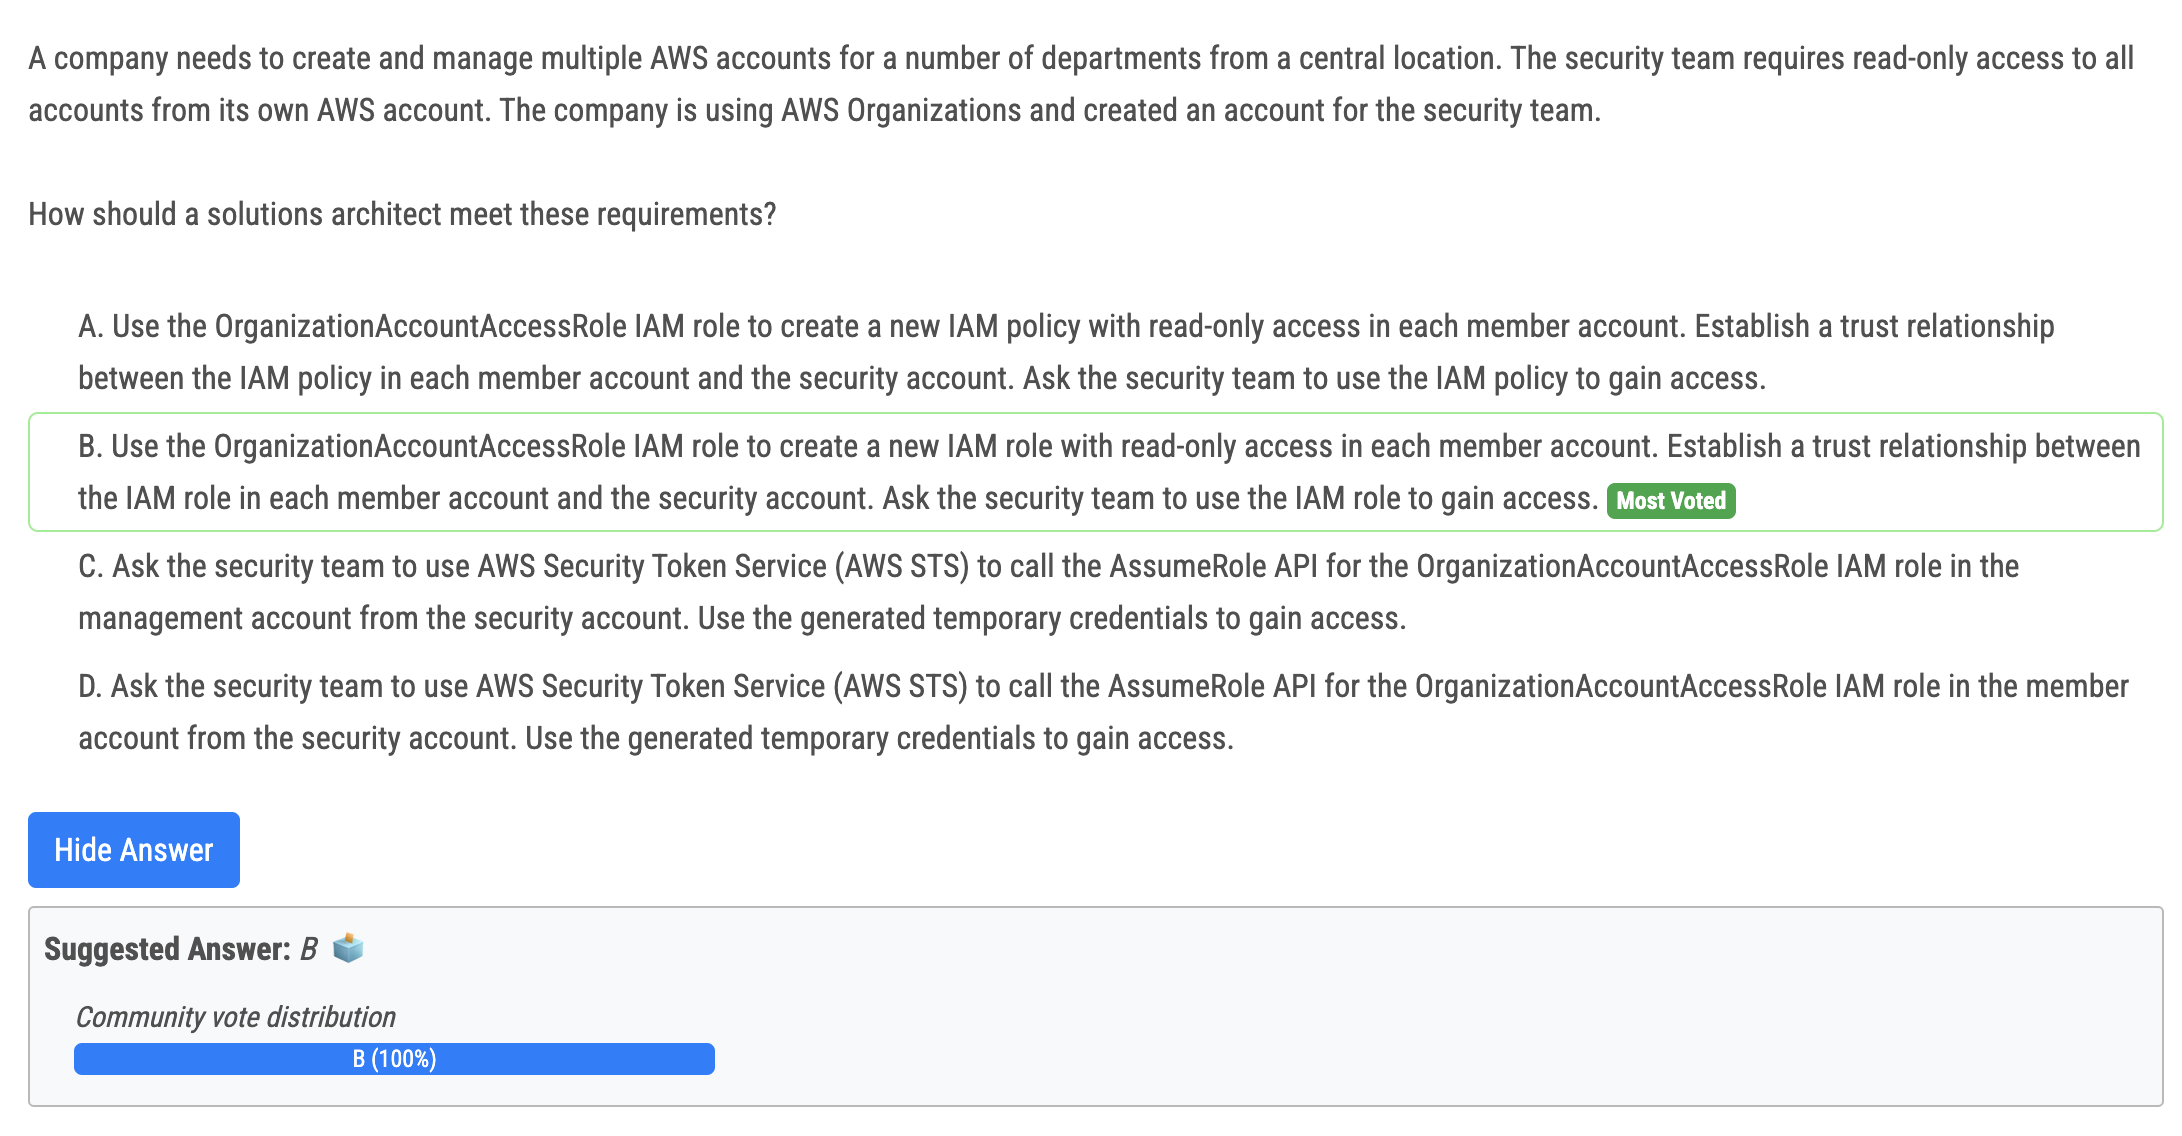 A company needs to create and manage multiple AWS accounts for a number of departments from a central location. The security team requires read-only access to all
accounts from its own AWS account. The company is using AWS Organizations and created an account for the security team.
How should a solutions architect meet these requirements?
A. Use the OrganizationAccountAccessRole IAM role to create a new IAM policy with read-only access in each member account. Establish a trust relationship
between the IAM policy in each member account and the security account. Ask the security team to use the IAM policy to gain access.
B. Use the OrganizationAccountAccessRole IAM role to create a new IAM role with read-only access in each member account. Establish a trust relationship between
the IAM role in each member account and the security account. Ask the security team to use the IAM role to gain access. Most Voted
C. Ask the security team to use AWS Security Token Service (AWS STS) to call the AssumeRole API for the OrganizationAccountAccessRole IAM role in the
management account from the security account. Use the generated temporary credentials to gain access.
D. Ask the security team to use AWS Security Token Service (AWS STS) to call the AssumeRole API for the OrganizationAccountAccessRole IAM role in the member
account from the security account. Use the generated temporary credentials to gain access.
Hide Answer
Suggested Answer: B
Community vote distribution
B (100%)